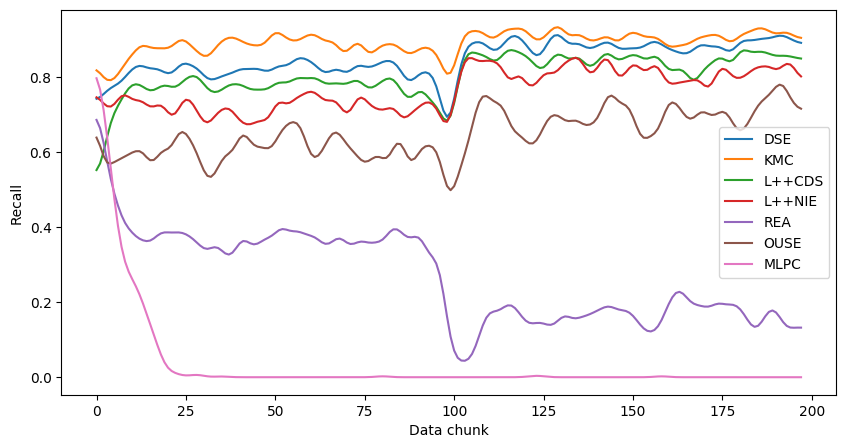 Recall
0.8
0.6
0.4
0.2
0.0
0
25
50
75
100
125
150
175
200
Data chunk
DSE
KMC
L++CDS
L++NIE
REA
OUSE
MLPC